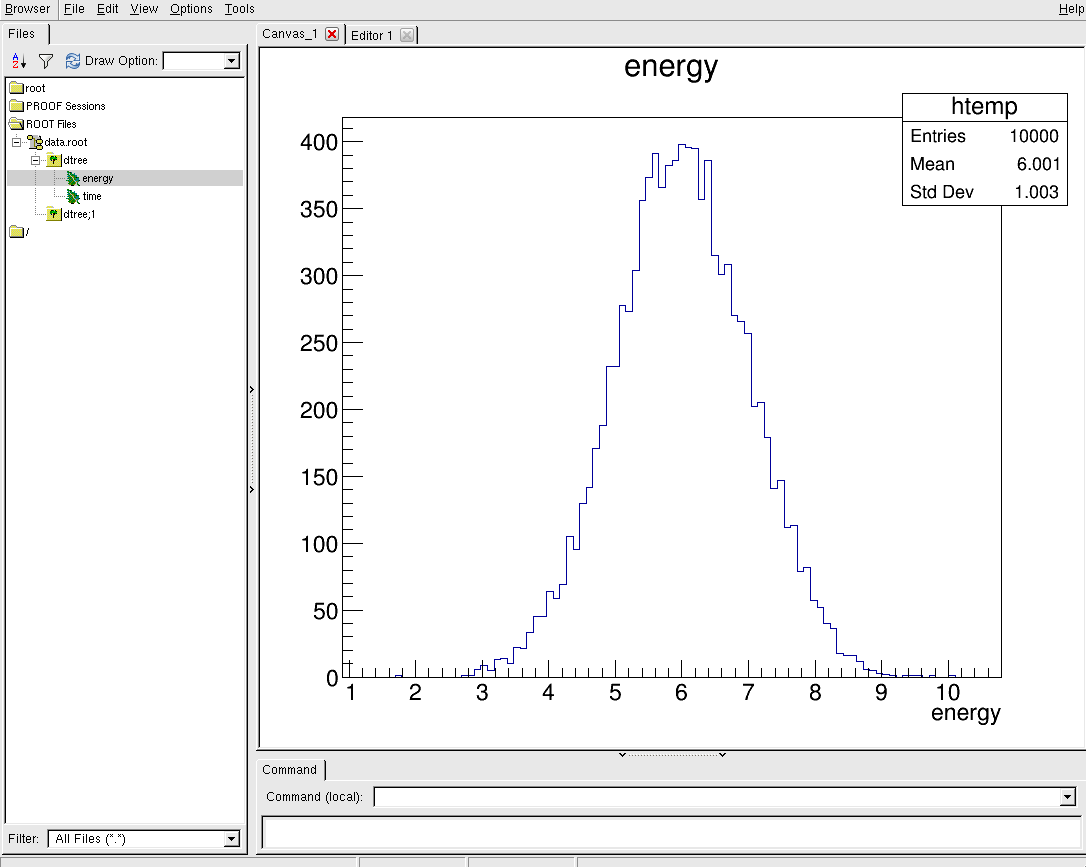 Browser File Edit View Options Tools Help
Files
Draw Option:
root
PROOF Sessions
ROOT Files
data.root
dtree
energy
time
dtree;1
/
Filter: All Files (*.*)
Canvas_1 Editor 1
energy
htemp
Entries 10000
Mean 6.001
Std Dev 1.003
400
350
300
250
200
150
100
50
0
1 2 3 4 5 6 7 8 9 10
energy
Command
Command (local):